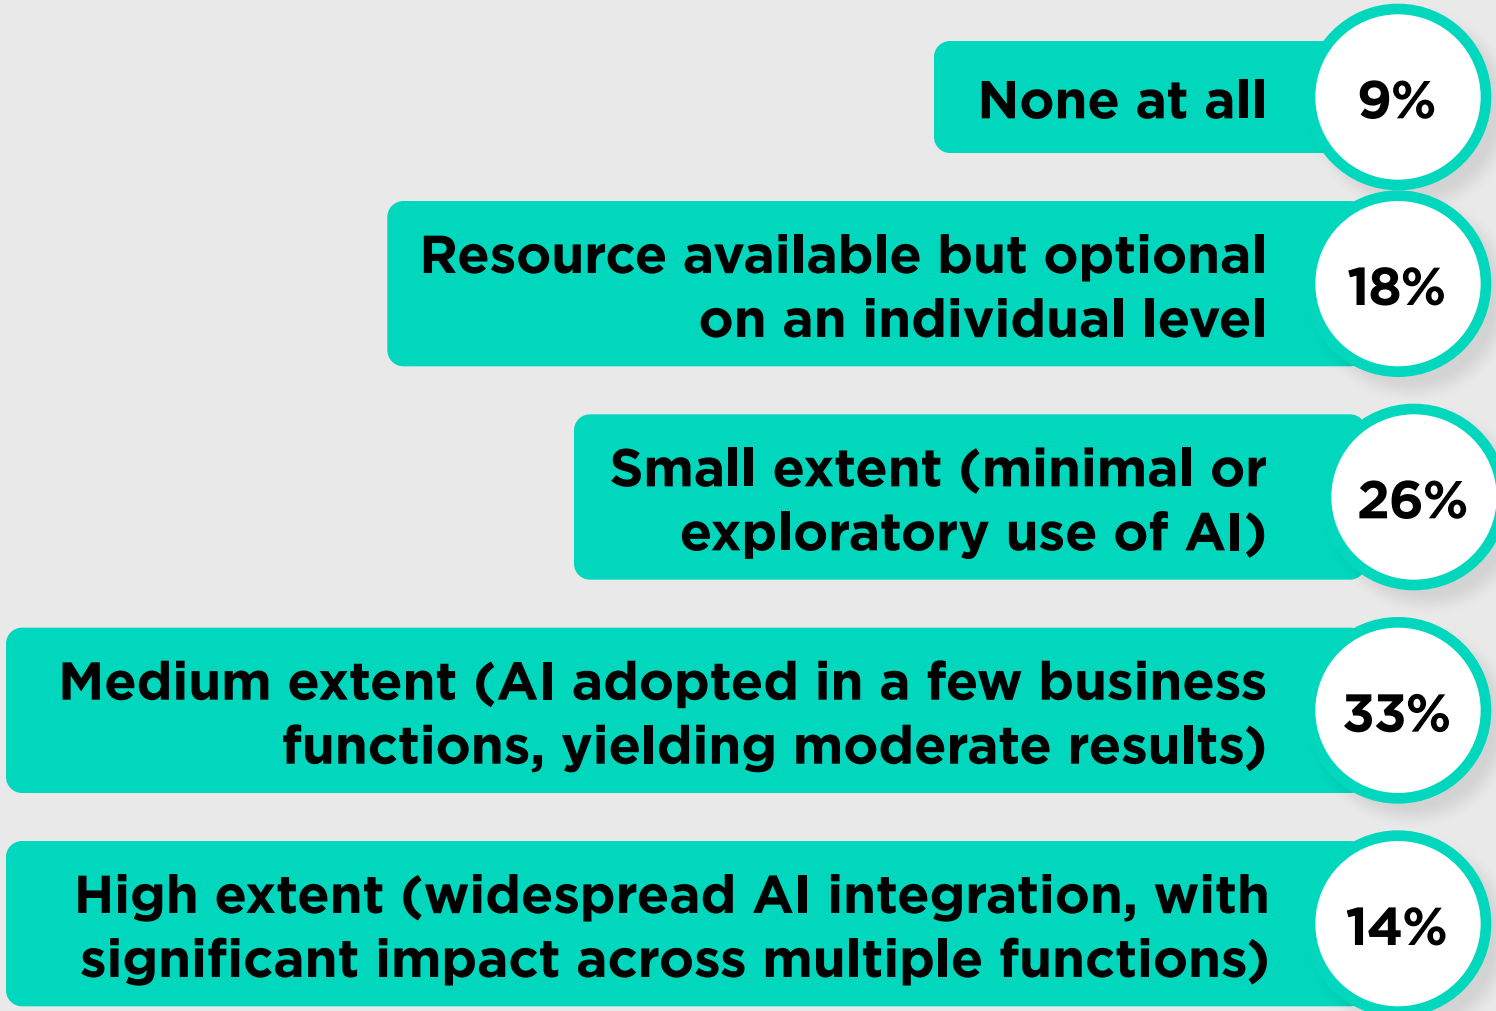 None at all 9%
Resource available but optional
on an individual level
18%
Small extent (minimal or
exploratory use of AI)
26%
Medium extent (AI adopted in a few business
functions, yielding moderate results)
33%
High extent (widespread AI integration, with
significant impact across multiple functions)
14%